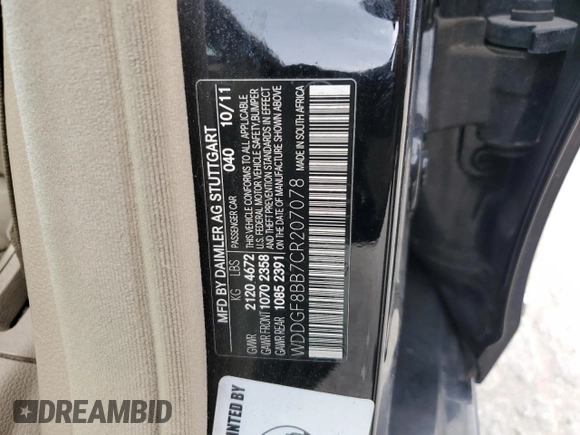 MFD BY DAIMLER AG STUTTGART
PASSENGER CAR 040 10/11
KG LBS
GVWR 2120 4672
GAWR FRONT 1070 2358
GAWR REAR 1085 2391
THIS VEHICLE CONFORMS TO ALL APPLICABLE
U.S. FEDERAL MOTOR VEHICLE SAFETY, BUMPER
AND THEFT PREVENTION STANDARDS IN EFFECT
ON THE DATE OF MANUFACTURE SHOWN ABOVE
WDDGF8BB7CR207078 MADE IN SOUTH AFRICA
PRINTED BY
DREAMBID